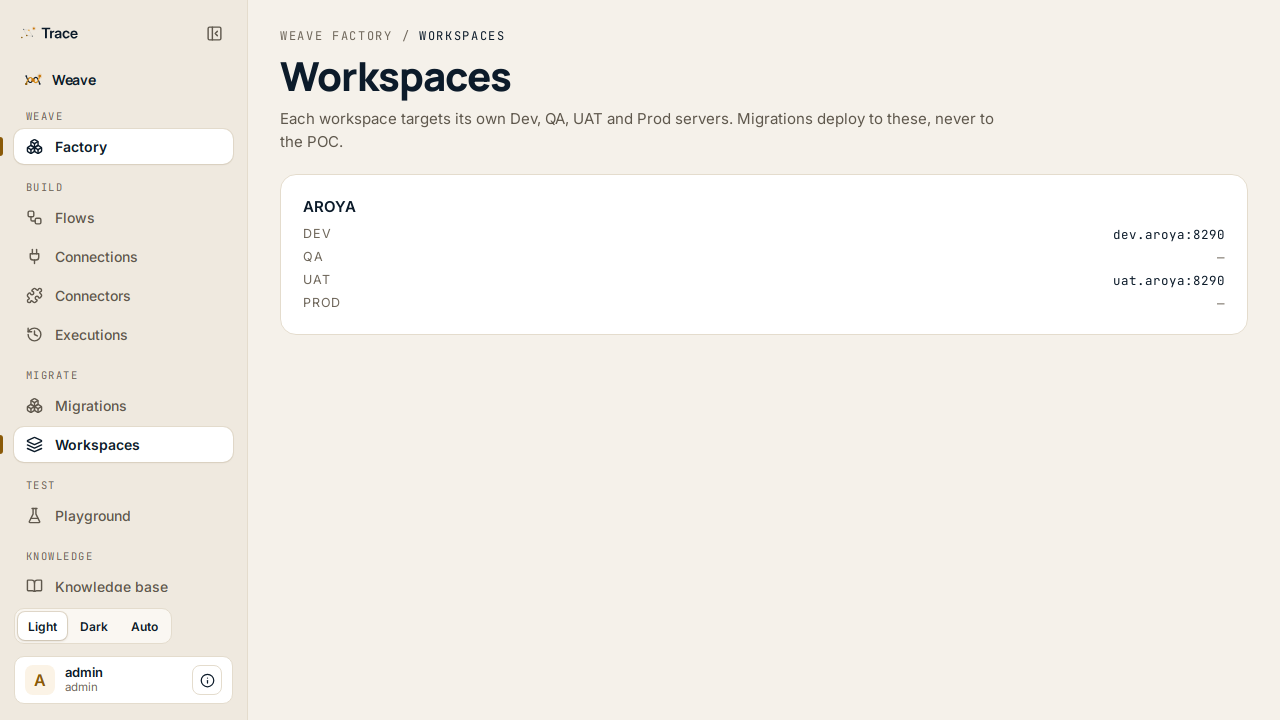 Trace
Weave
WEAVE
Factory
BUILD
Flows
Connections
Connectors
Executions
MIGRATE
Migrations
Workspaces
TEST
Playground
KNOWLEDGE
Knowledge base
Light Dark Auto
A
admin
admin
WEAVE FACTORY / WORKSPACES
Workspaces
Each workspace targets its own Dev, QA, UAT and Prod servers. Migrations deploy to these, never to
the POC.
AROYA
DEV dev.aroya:8290
QA —
UAT uat.aroya:8290
PROD —